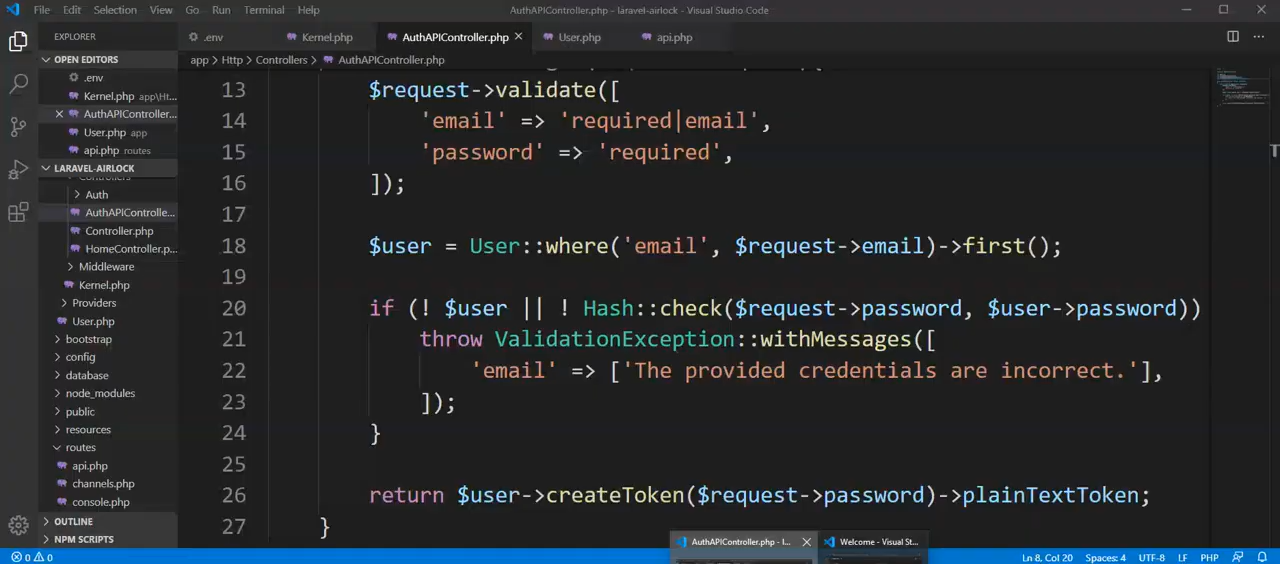 File Edit Selection View Go Run Terminal Help AuthAPIController.php - laravel-airlock - Visual Studio Code
EXPLORER
.env Kernel.php AuthAPIController.php User.php api.php
OPEN EDITORS
app > Http > Controllers > AuthAPIController.php
.env
Kernel.php app\Ht...
AuthAPIController...
User.php app
api.php routes
LARAVEL-AIRLOCK
Controllers
Auth
AuthAPIControlle...
Controller.php
HomeController.p...
Middleware
Kernel.php
Providers
User.php
bootstrap
config
database
node_modules
public
resources
routes
api.php
channels.php
console.php
OUTLINE
NPM SCRIPTS
13 $request->validate([
14 'email' => 'required|email',
15 'password' => 'required',
16 ]);
17
18 $user = User::where('email', $request->email)->first();
19
20 if (! $user || ! Hash::check($request->password, $user->password))
21 throw ValidationException::withMessages([
22 'email' => ['The provided credentials are incorrect.'],
23 ]);
24 }
25
26 return $user->createToken($request->password)->plainTextToken;
27 }
AuthAPIController.php - l... Welcome - Visual St...
0 0 Ln 8, Col 20 Spaces: 4 UTF-8 LF PHP